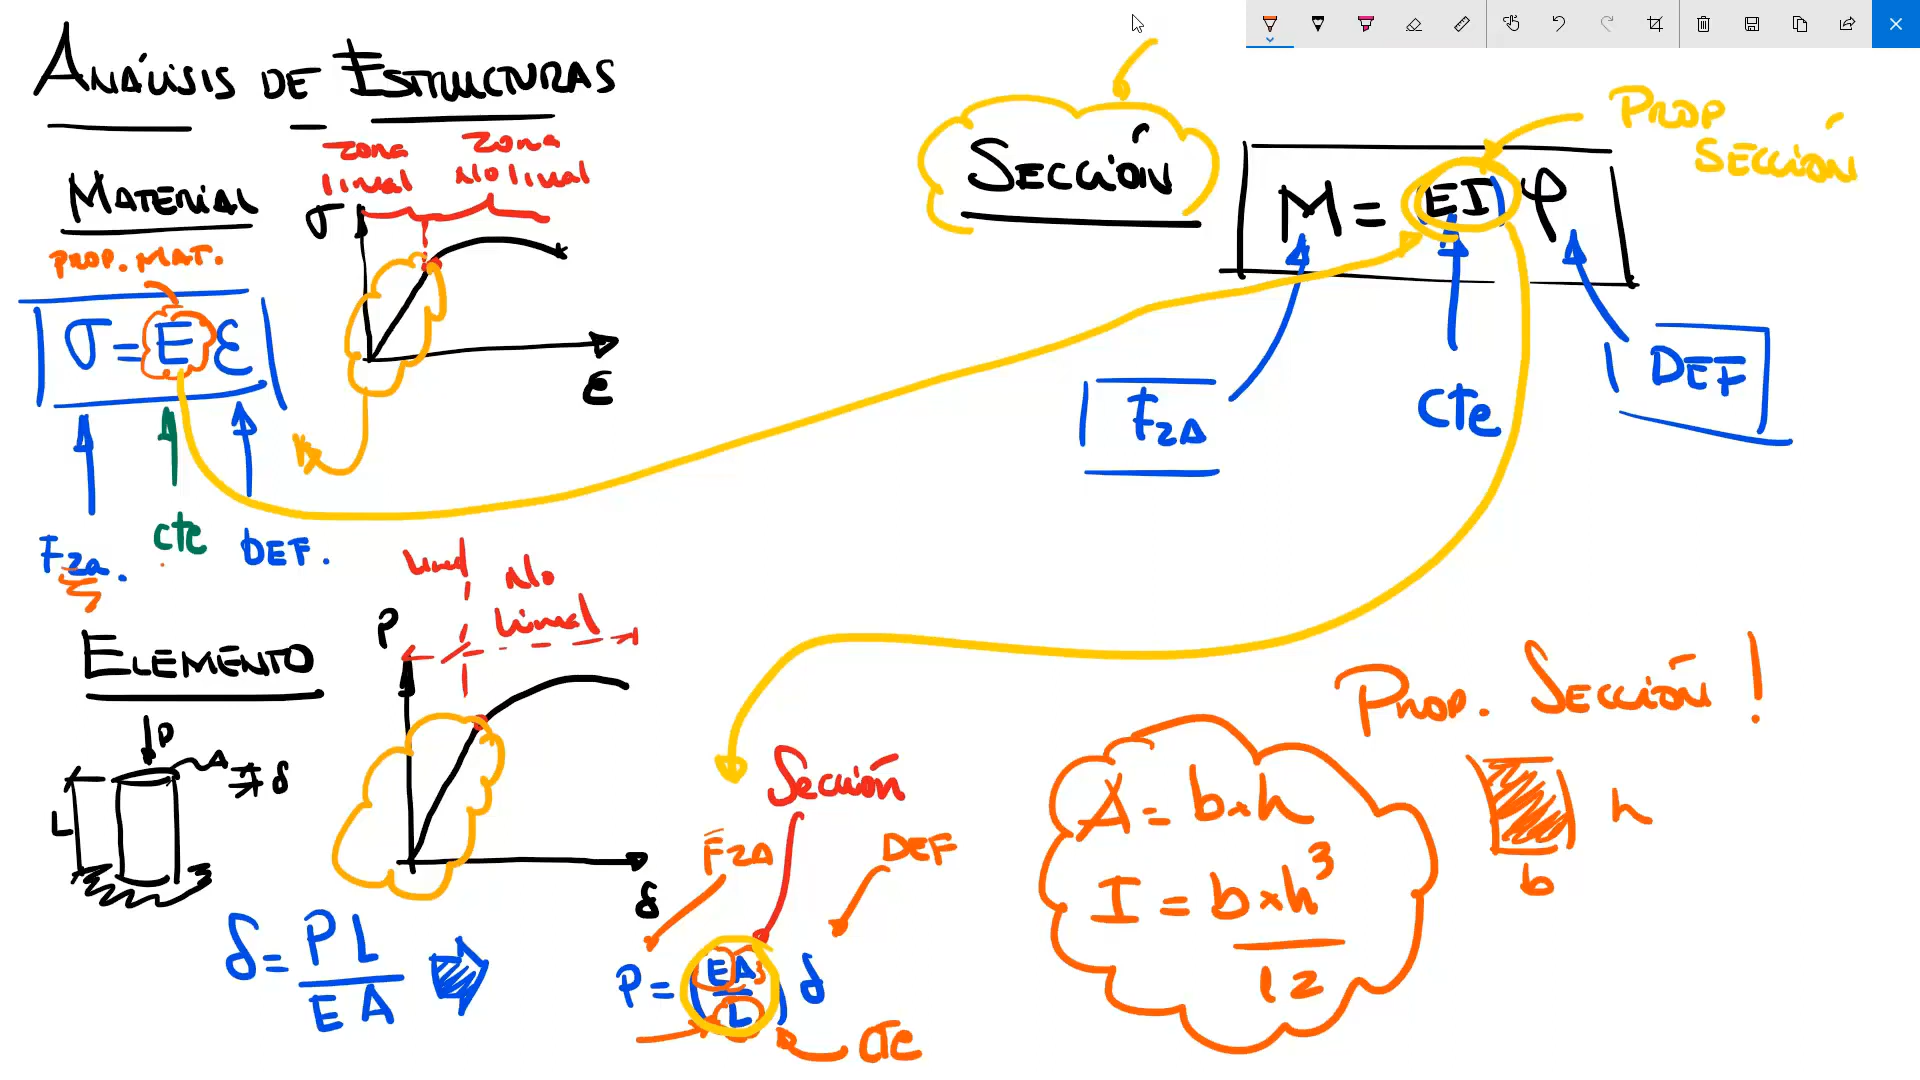 ANÁLISIS DE ESTRUCTURAS
MATERIAL
PROP. MAT.
σ = E ε
Fza.
cte
DEF.
Zona lineal
Zona No lineal
σ
ε
SECCIÓN
M = EI φ
PROP SECCIÓN
FZA
cte
DEF
ELEMENTO
P
A
δ
L
P
lineal
No lineal
δ
δ = PL / EA
P = (EA / L) δ
FZA
Sección
DEF
CTE
PROP. SECCIÓN !
A = b x h
I = b x h³ / 12
h
b